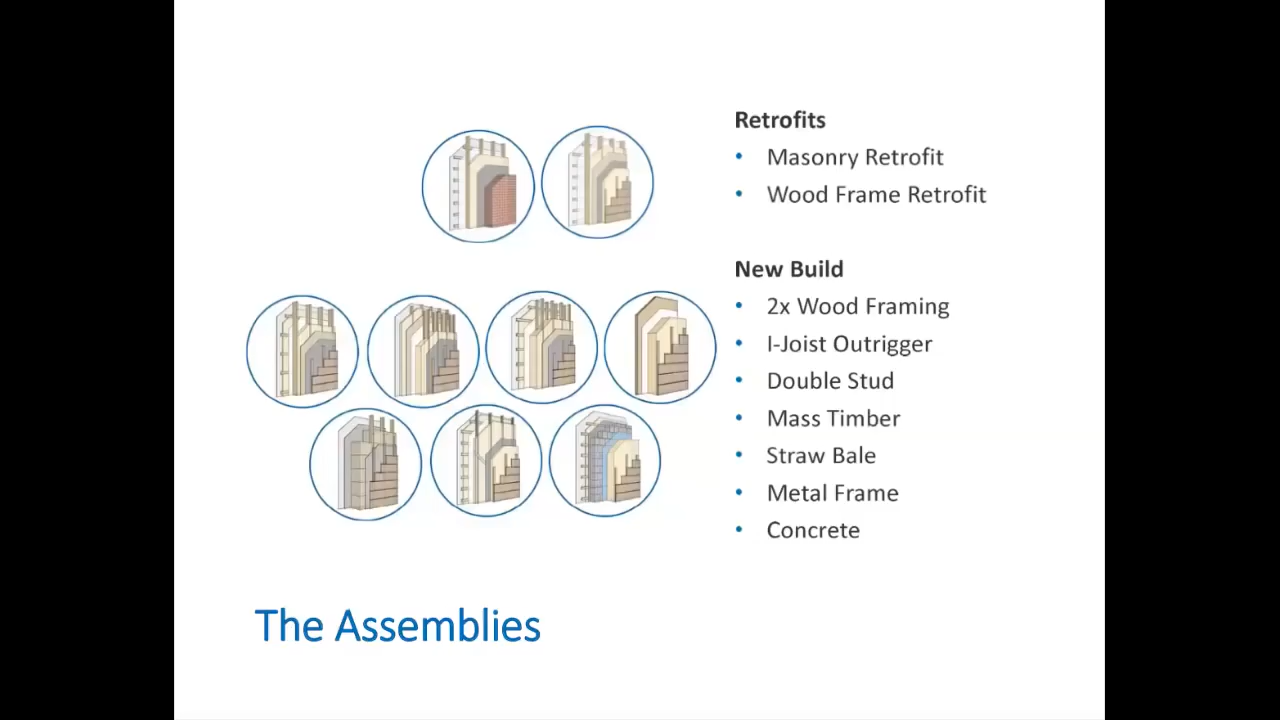 Retrofits
• Masonry Retrofit
• Wood Frame Retrofit
New Build
• 2x Wood Framing
• I-Joist Outrigger
• Double Stud
• Mass Timber
• Straw Bale
• Metal Frame
• Concrete
The Assemblies